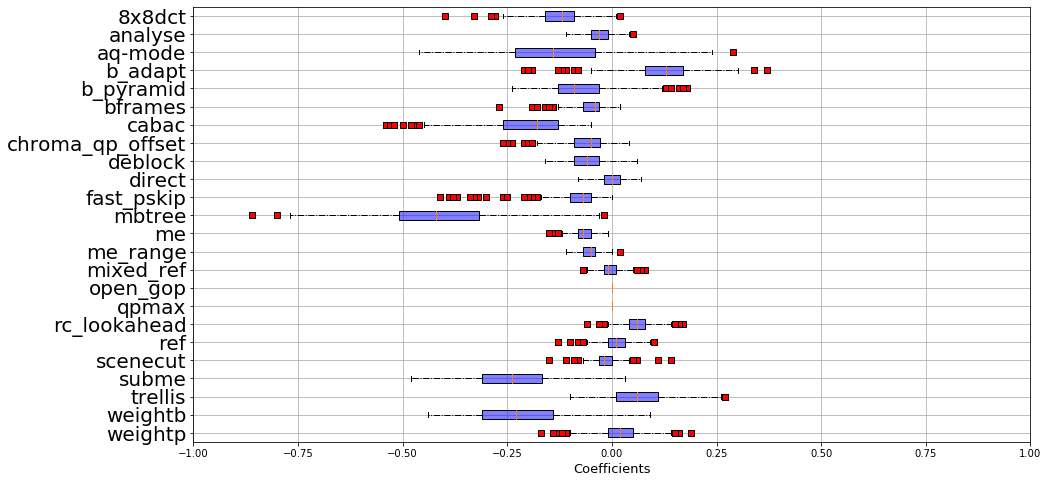 8x8dct
analyse
aq-mode
b_adapt
b_pyramid
bframes
cabac
chroma_qp_offset
deblock
direct
fast_pskip
mbtree
me
me_range
mixed_ref
open_gop
qpmax
rc_lookahead
ref
scenecut
subme
trellis
weightb
weightp
−1.00 −0.75 −0.50 −0.25 0.00 0.25 0.50 0.75 1.00
Coefficients